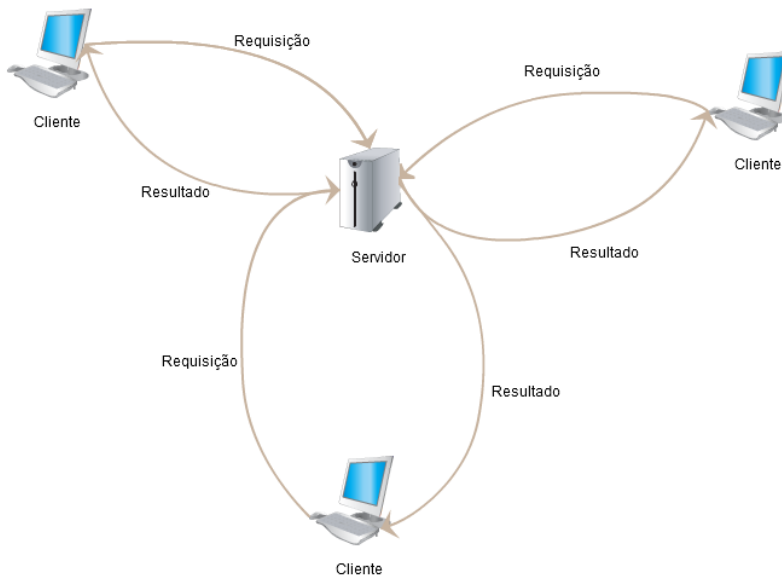 Requisição
Requisição
Cliente
Cliente
Resultado
Servidor
Resultado
Requisição
Resultado
Cliente